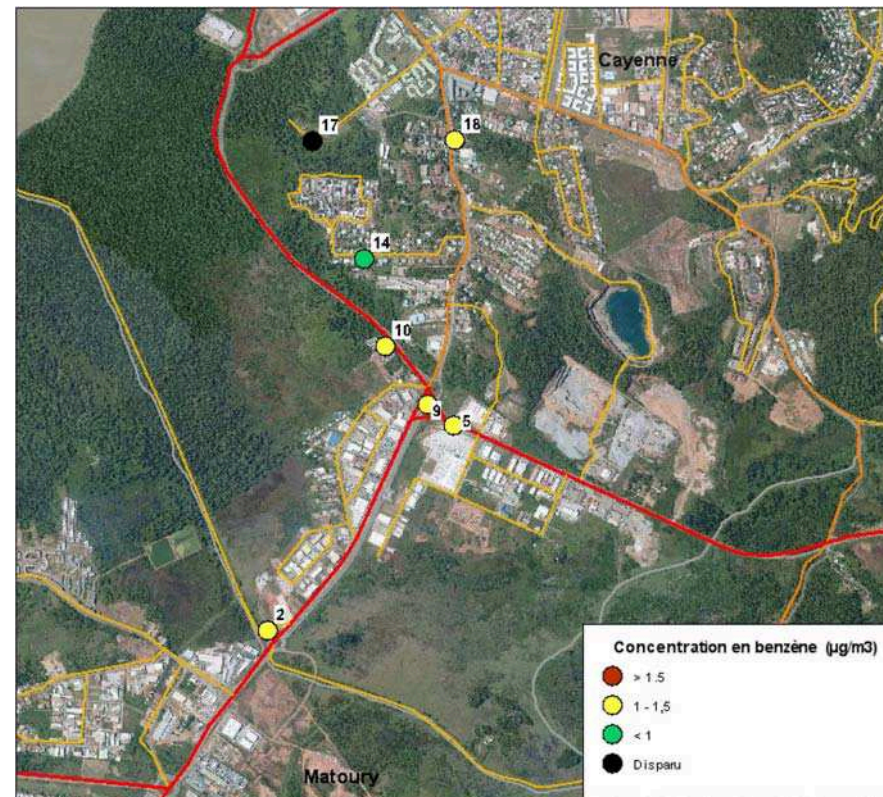 Cayenne
17
18
14
10
9
5
2
Concentration en benzène (µg/m3)
> 1.5
1 - 1,5
< 1
Disparu
Matoury